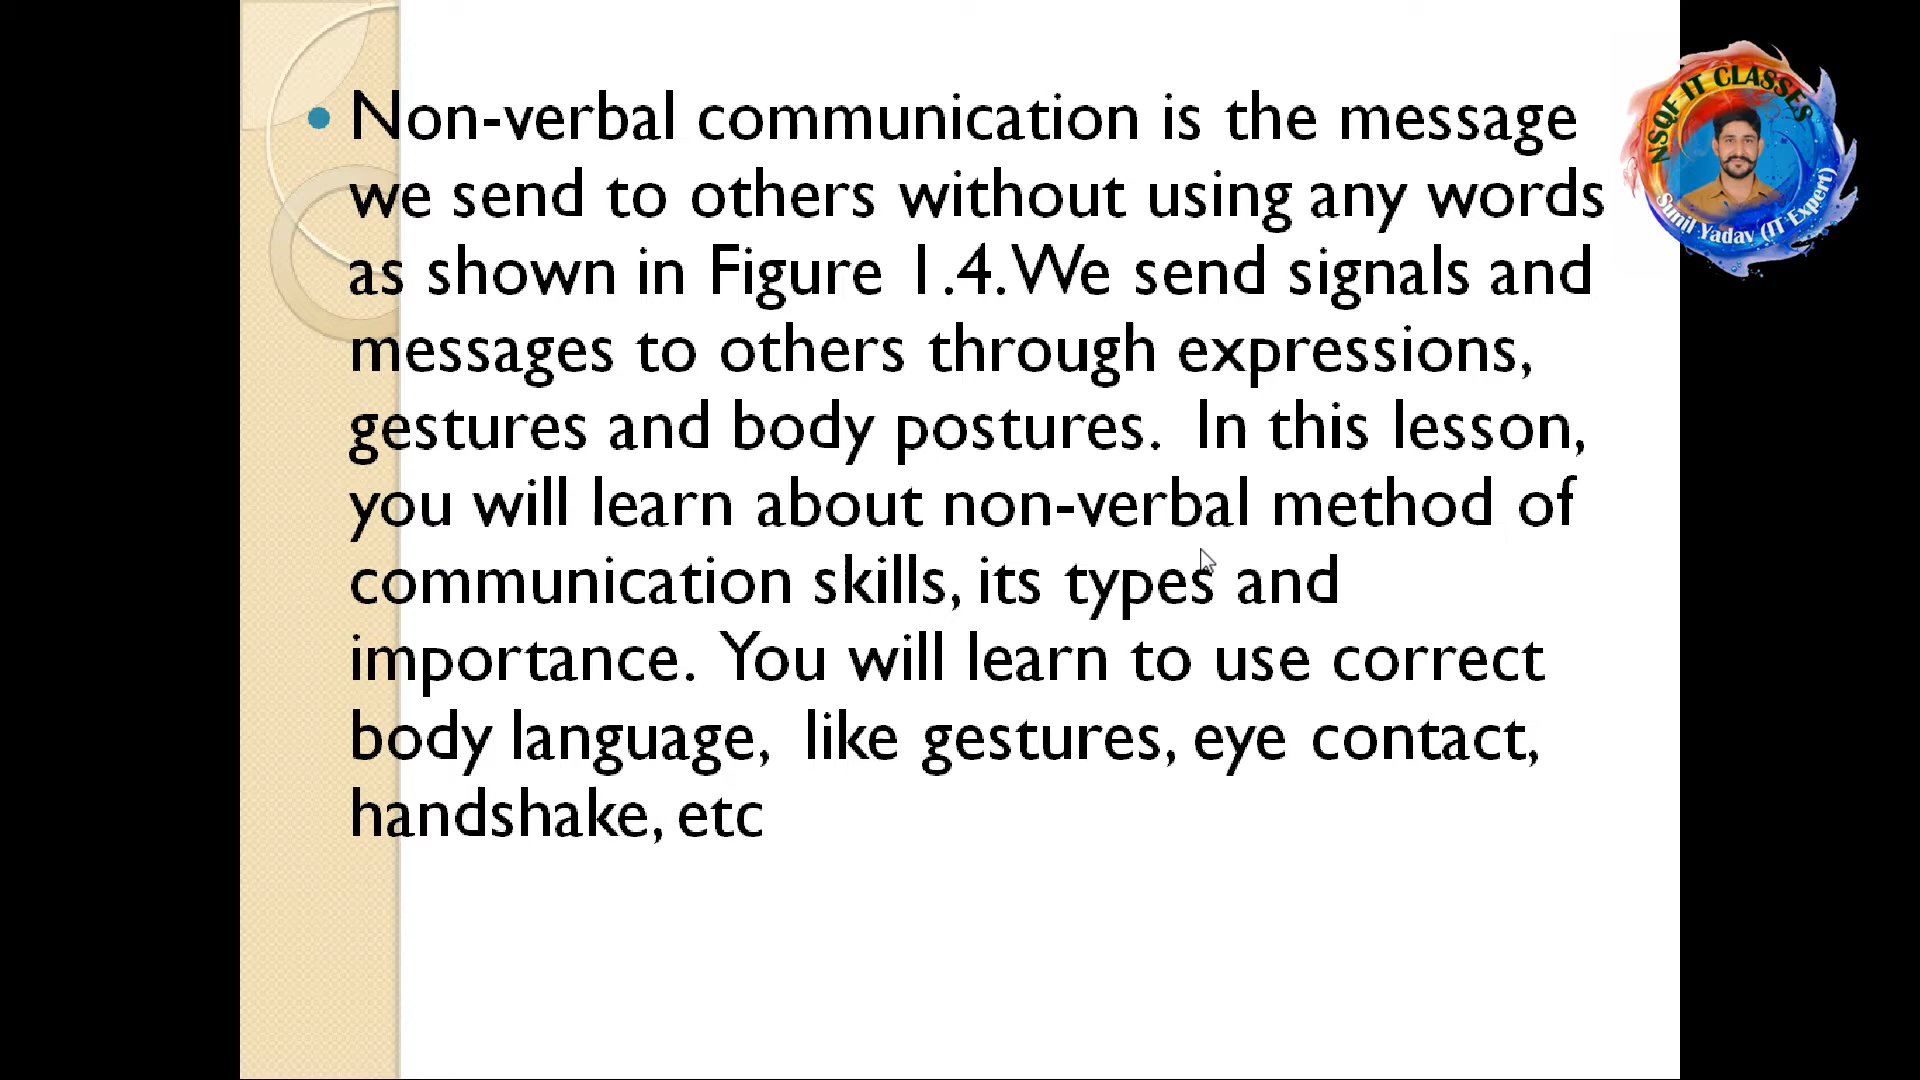 Non-verbal communication is the message
we send to others without using any words
as shown in Figure 1.4. We send signals and
messages to others through expressions,
gestures and body postures. In this lesson,
you will learn about non-verbal method of
communication skills, its types and
importance. You will learn to use correct
body language, like gestures, eye contact,
handshake, etc
NSQF IT CLASSES
Sunil Yadav (IT Expert)